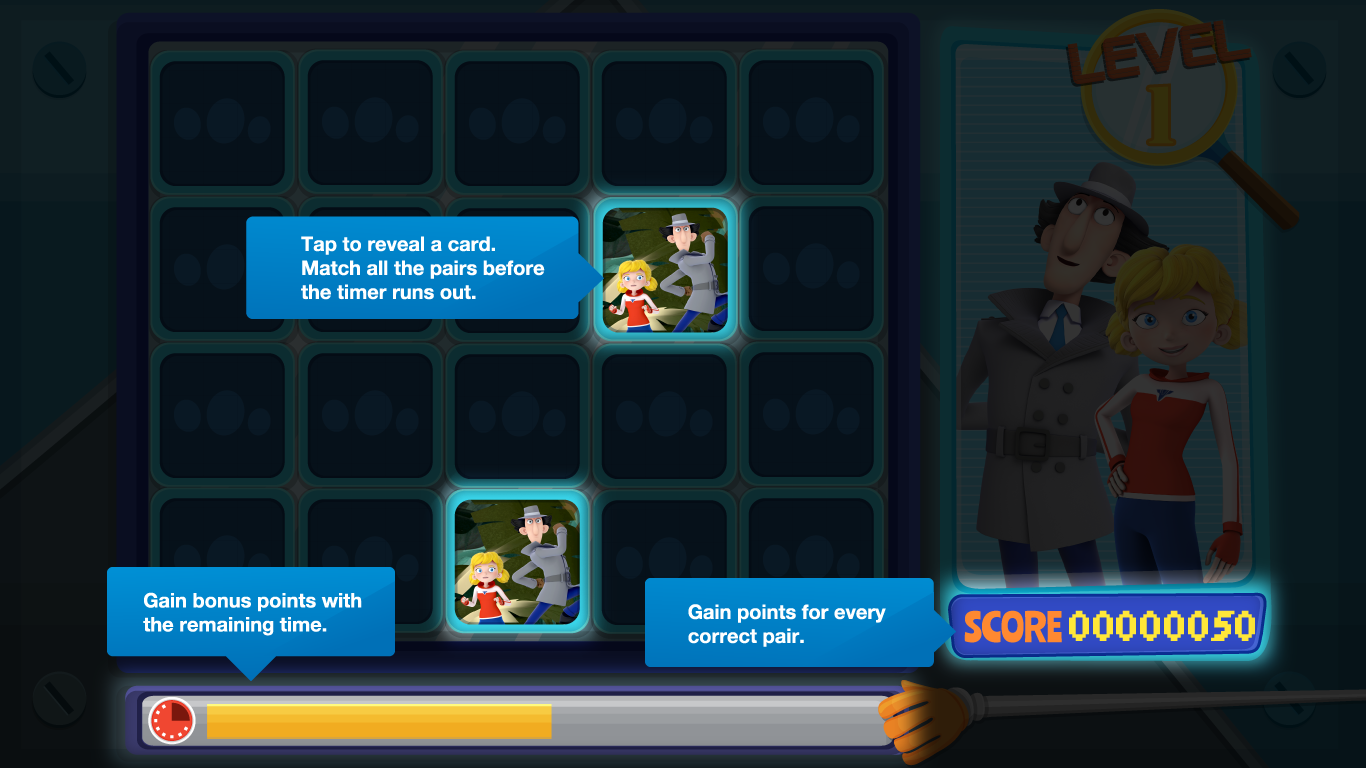 LEVEL
1
Tap to reveal a card.
Match all the pairs before
the timer runs out.
Gain bonus points with
the remaining time.
Gain points for every
correct pair.
SCORE 00000050